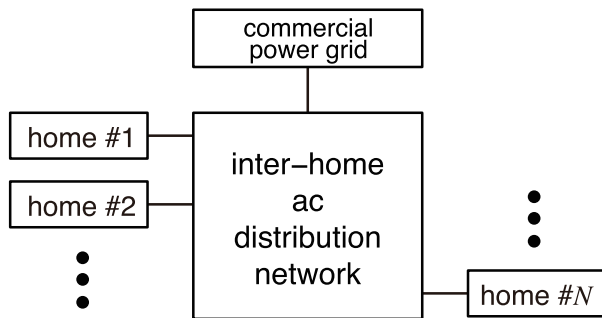 commercial
power grid
home #1
home #2
inter−home
ac
distribution
network
home #N